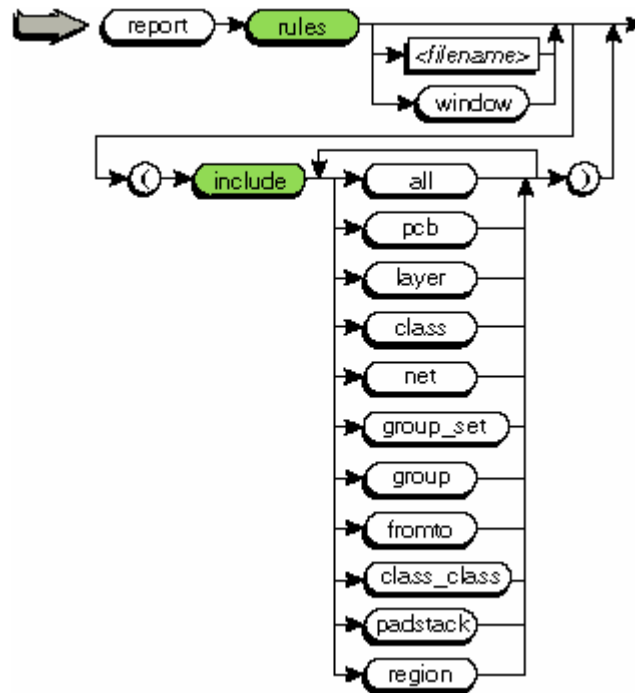 report rules
<filename>
window
( include all )
pcb
layer
class
net
group_set
group
fromto
class_class
padstack
region